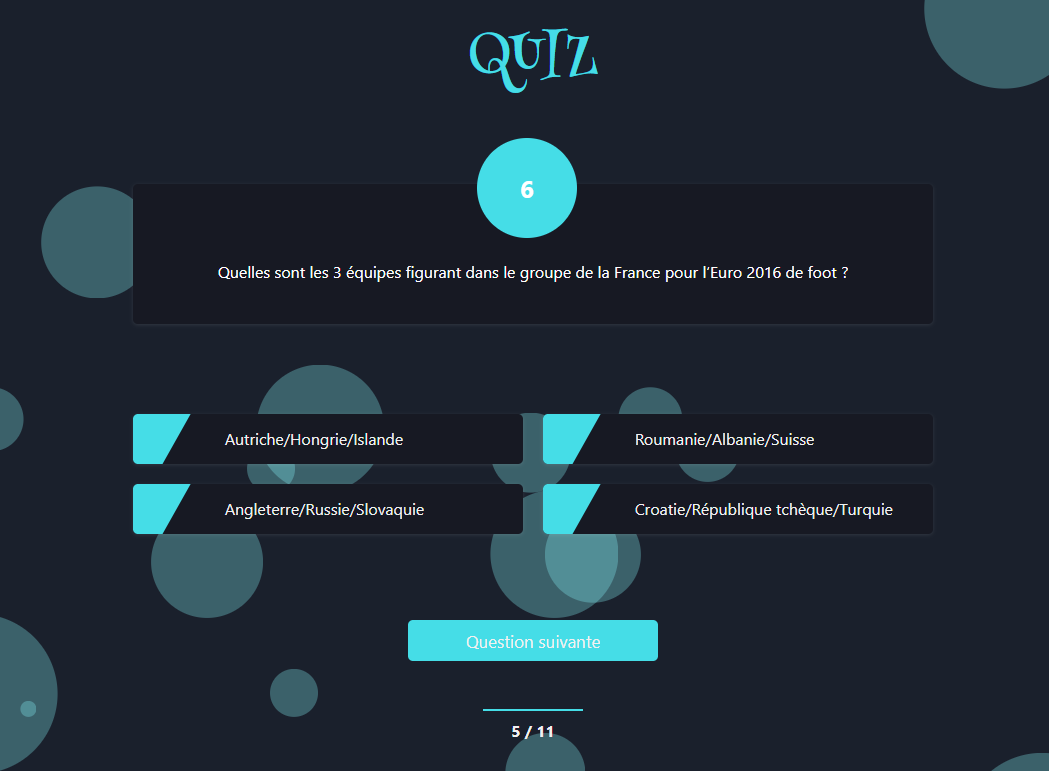 QUIZ
6
Quelles sont les 3 équipes figurant dans le groupe de la France pour l’Euro 2016 de foot ?
Autriche/Hongrie/Islande
Roumanie/Albanie/Suisse
Angleterre/Russie/Slovaquie
Croatie/République tchèque/Turquie
Question suivante
5 / 11